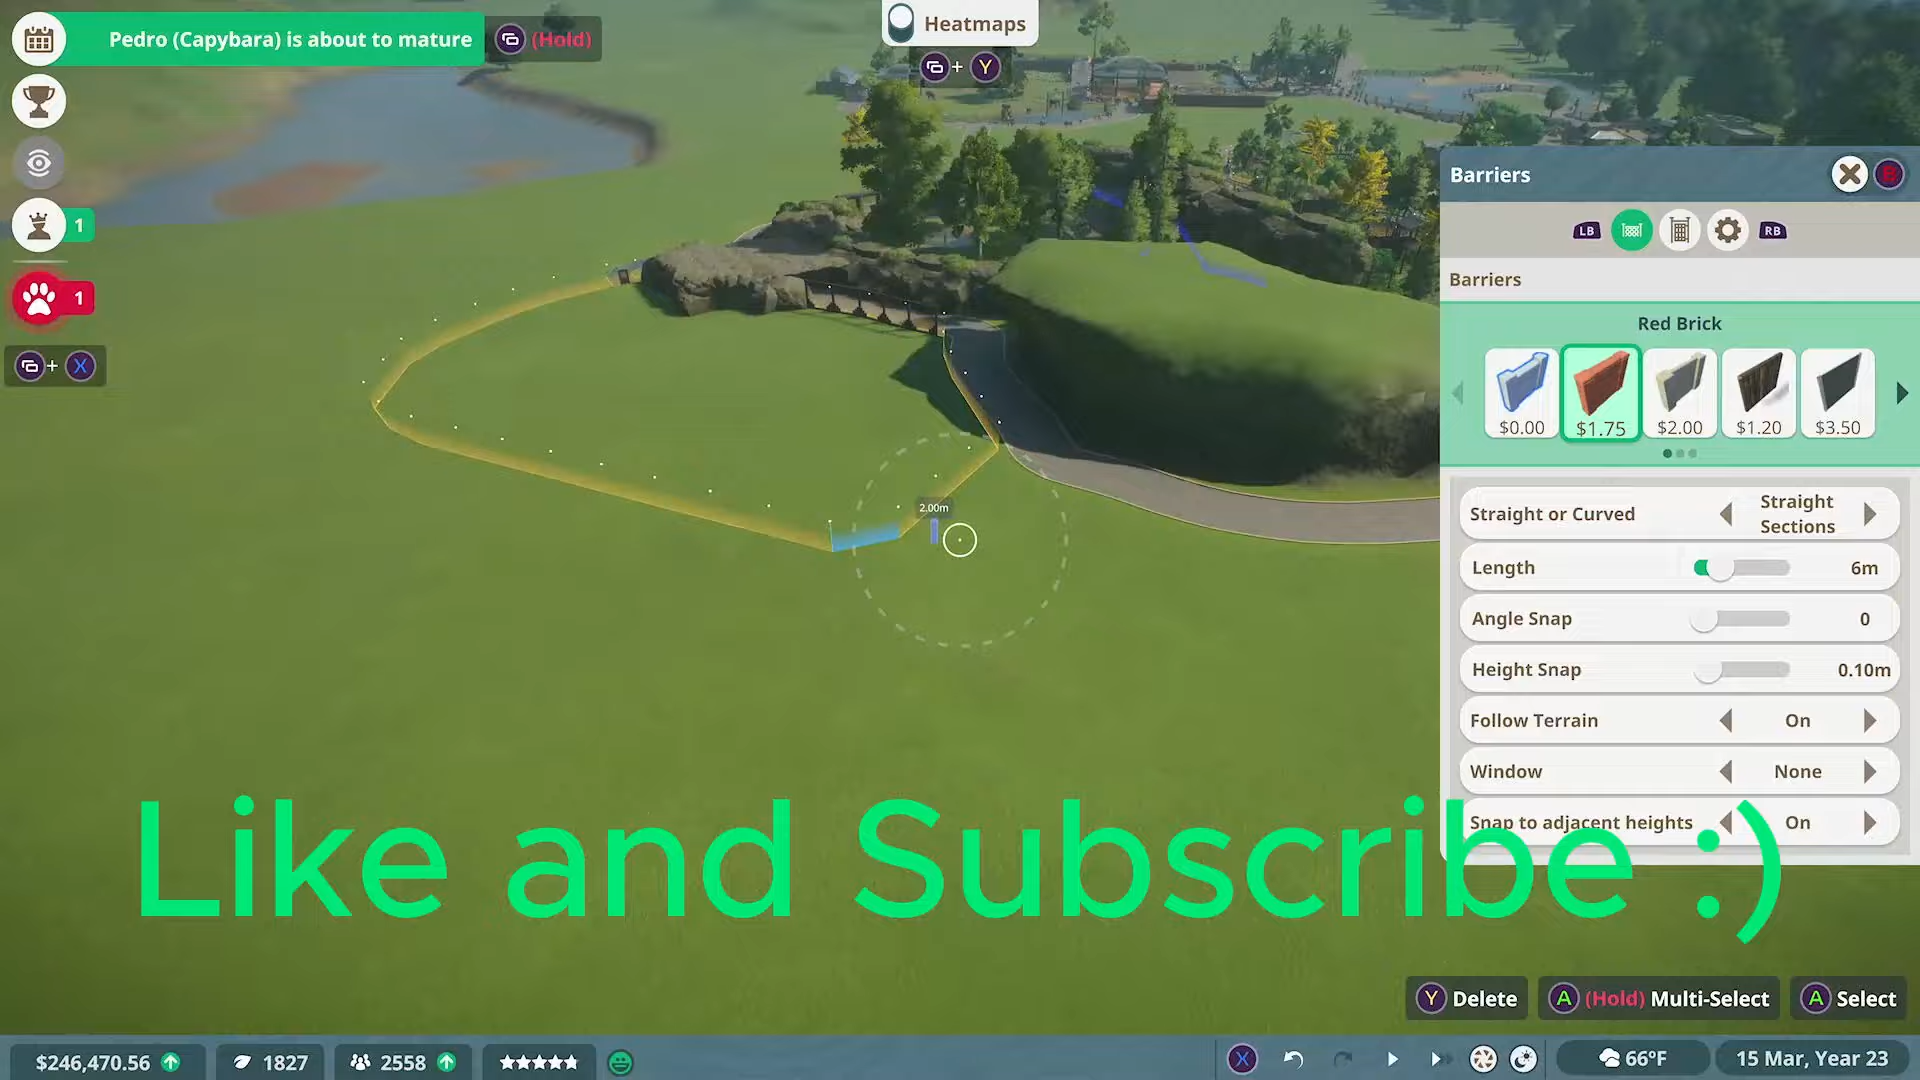 Pedro (Capybara) is about to mature
(Hold)
Heatmaps
+ Y
1
1
+ X
Barriers
B
LB
RB
Barriers
Red Brick
$0.00
$1.75
$2.00
$1.20
$3.50
Straight or Curved
Straight
Sections
Length
6m
Angle Snap
0
Height Snap
0.10m
Follow Terrain
On
Window
None
Snap to adjacent heights
On
2.00m
Like and Subscribe :)
Y Delete
A (Hold) Multi-Select
A Select
$246,470.56
1827
2558
X
66°F
15 Mar, Year 23